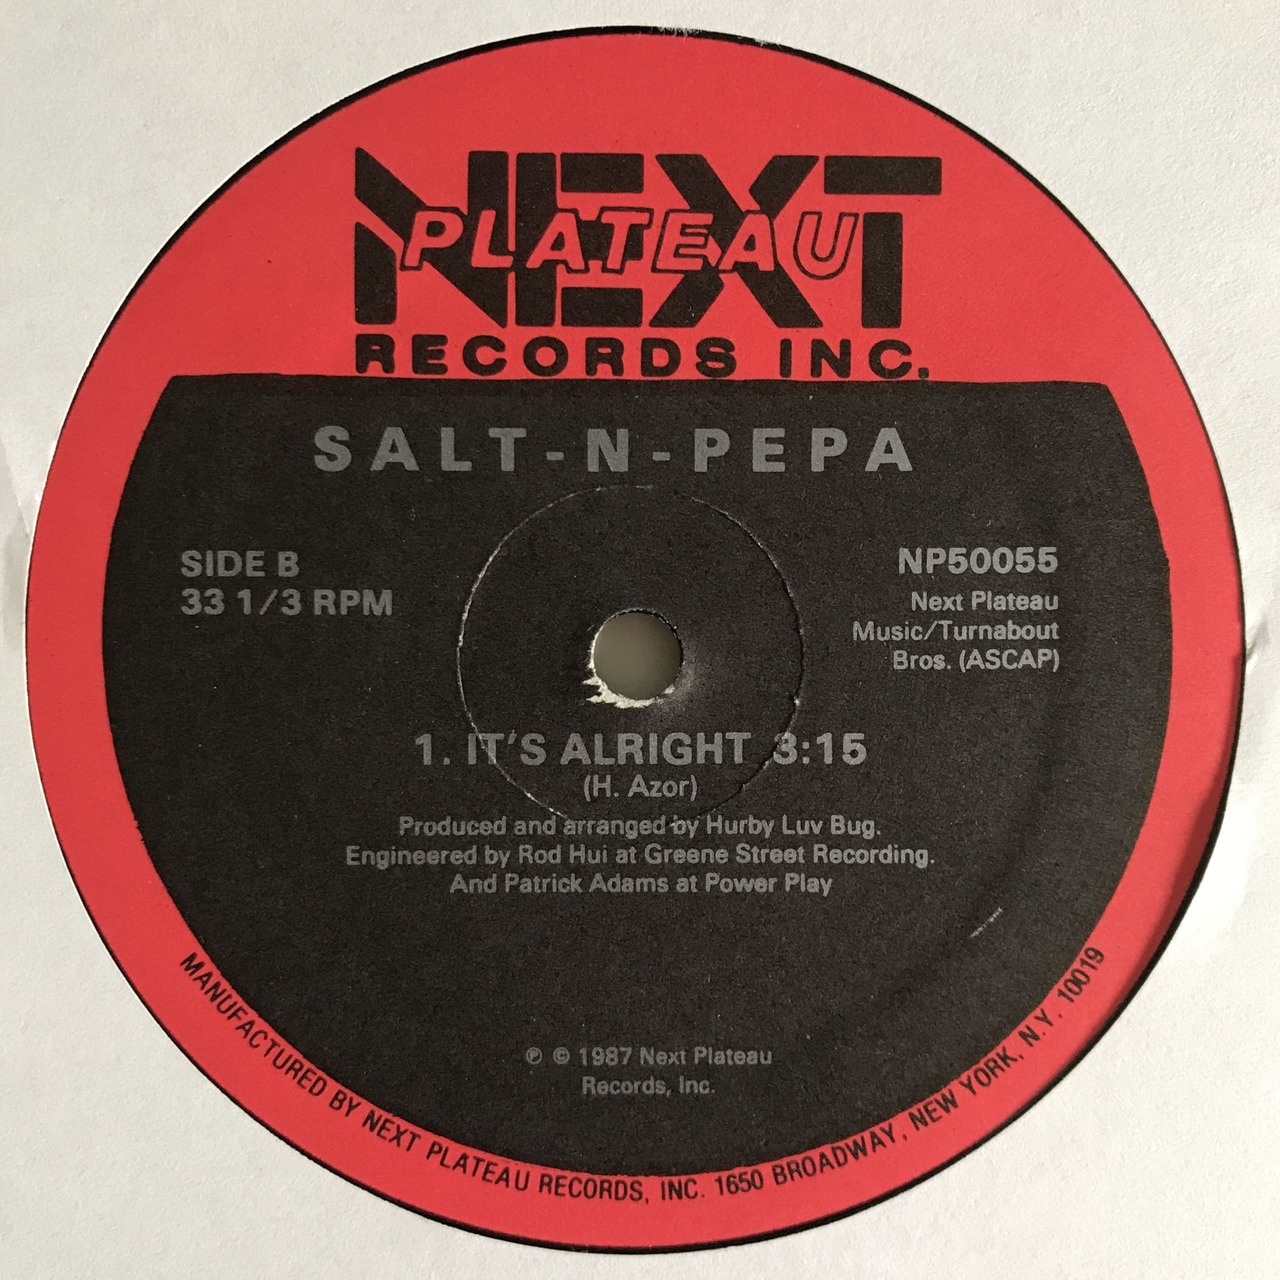 NEXT
PLATEAU
RECORDS INC.
SALT-N-PEPA
SIDE B
33 1/3 RPM
NP50055
Next Plateau
Music/Turnabout
Bros. (ASCAP)
1. IT'S ALRIGHT 3:15
(H. Azor)
Produced and arranged by Hurby Luv Bug.
Engineered by Rod Hui at Greene Street Recording.
And Patrick Adams at Power Play
℗ © 1987 Next Plateau
Records, Inc.
MANUFACTURED BY NEXT PLATEAU RECORDS, INC. 1650 BROADWAY, NEW YORK, N.Y. 10019